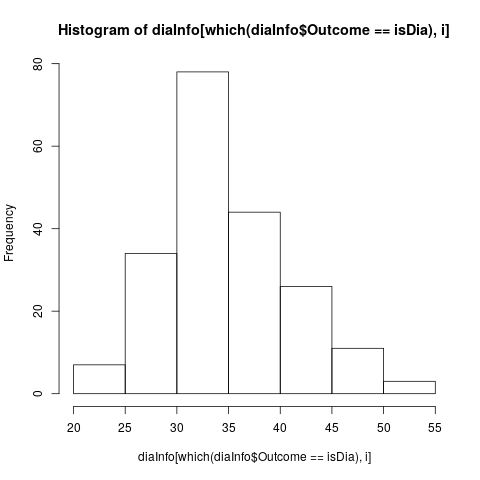 Histogram of diaInfo[which(diaInfo$Outcome == isDia), i]
80
60
40
20
0
Frequency
20 25 30 35 40 45 50 55
diaInfo[which(diaInfo$Outcome == isDia), i]